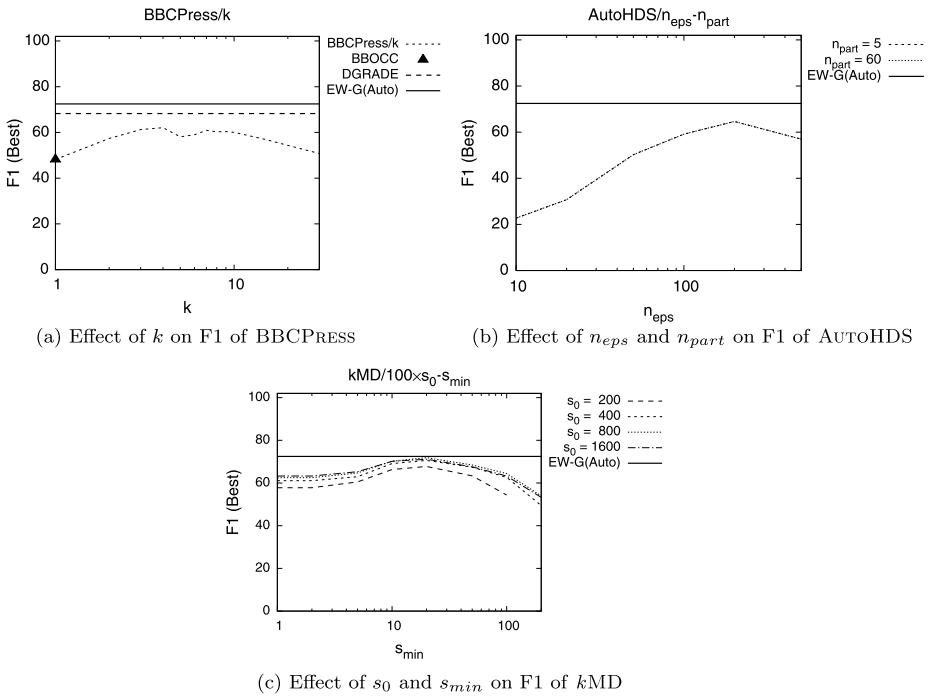 BBCPress/k
100
80
60
40
20
0
F1 (Best)
1
10
k
BBCPress/k
BBOCC
DGRADE
EW-G(Auto)
(a) Effect of k on F1 of BBCPRESS
AutoHDS/n_eps-n_part
100
80
60
40
20
0
F1 (Best)
10
100
n_eps
n_part = 5
n_part = 60
EW-G(Auto)
(b) Effect of n_eps and n_part on F1 of AUTOHDS
kMD/100×s_0-s_min
100
80
60
40
20
0
F1 (Best)
1
10
100
s_min
s_0 = 200
s_0 = 400
s_0 = 800
s_0 = 1600
EW-G(Auto)
(c) Effect of s_0 and s_min on F1 of kMD